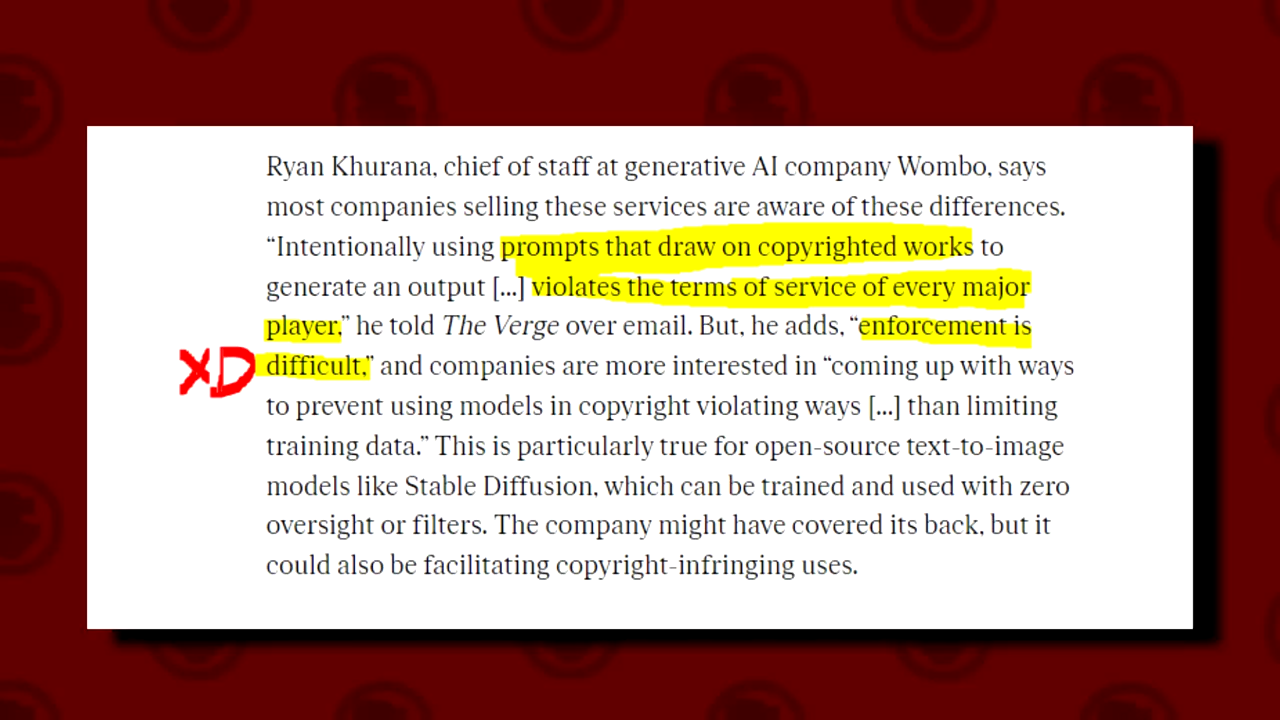 Ryan Khurana, chief of staff at generative AI company Wombo, says
most companies selling these services are aware of these differences.
“Intentionally using prompts that draw on copyrighted works to
generate an output [...] violates the terms of service of every major
player,” he told The Verge over email. But, he adds, “enforcement is
XD difficult,” and companies are more interested in “coming up with ways
to prevent using models in copyright violating ways [...] than limiting
training data.” This is particularly true for open-source text-to-image
models like Stable Diffusion, which can be trained and used with zero
oversight or filters. The company might have covered its back, but it
could also be facilitating copyright-infringing uses.